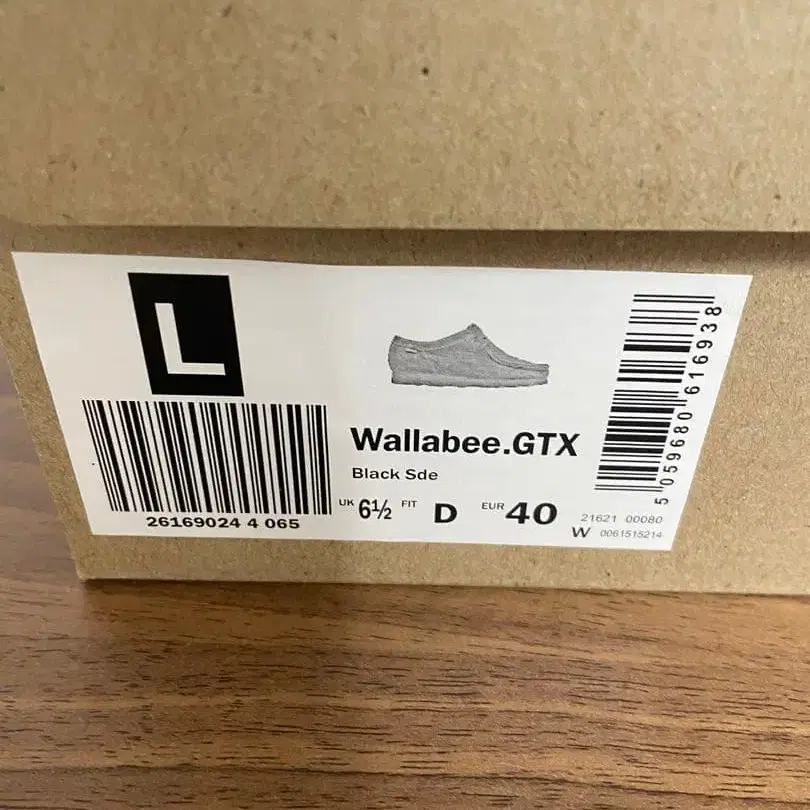 L
26169024 4 065
Wallabee.GTX
Black Sde
UK 6½ FIT D EUR 40
21621 00080
W 0061515214
5 059680 616938